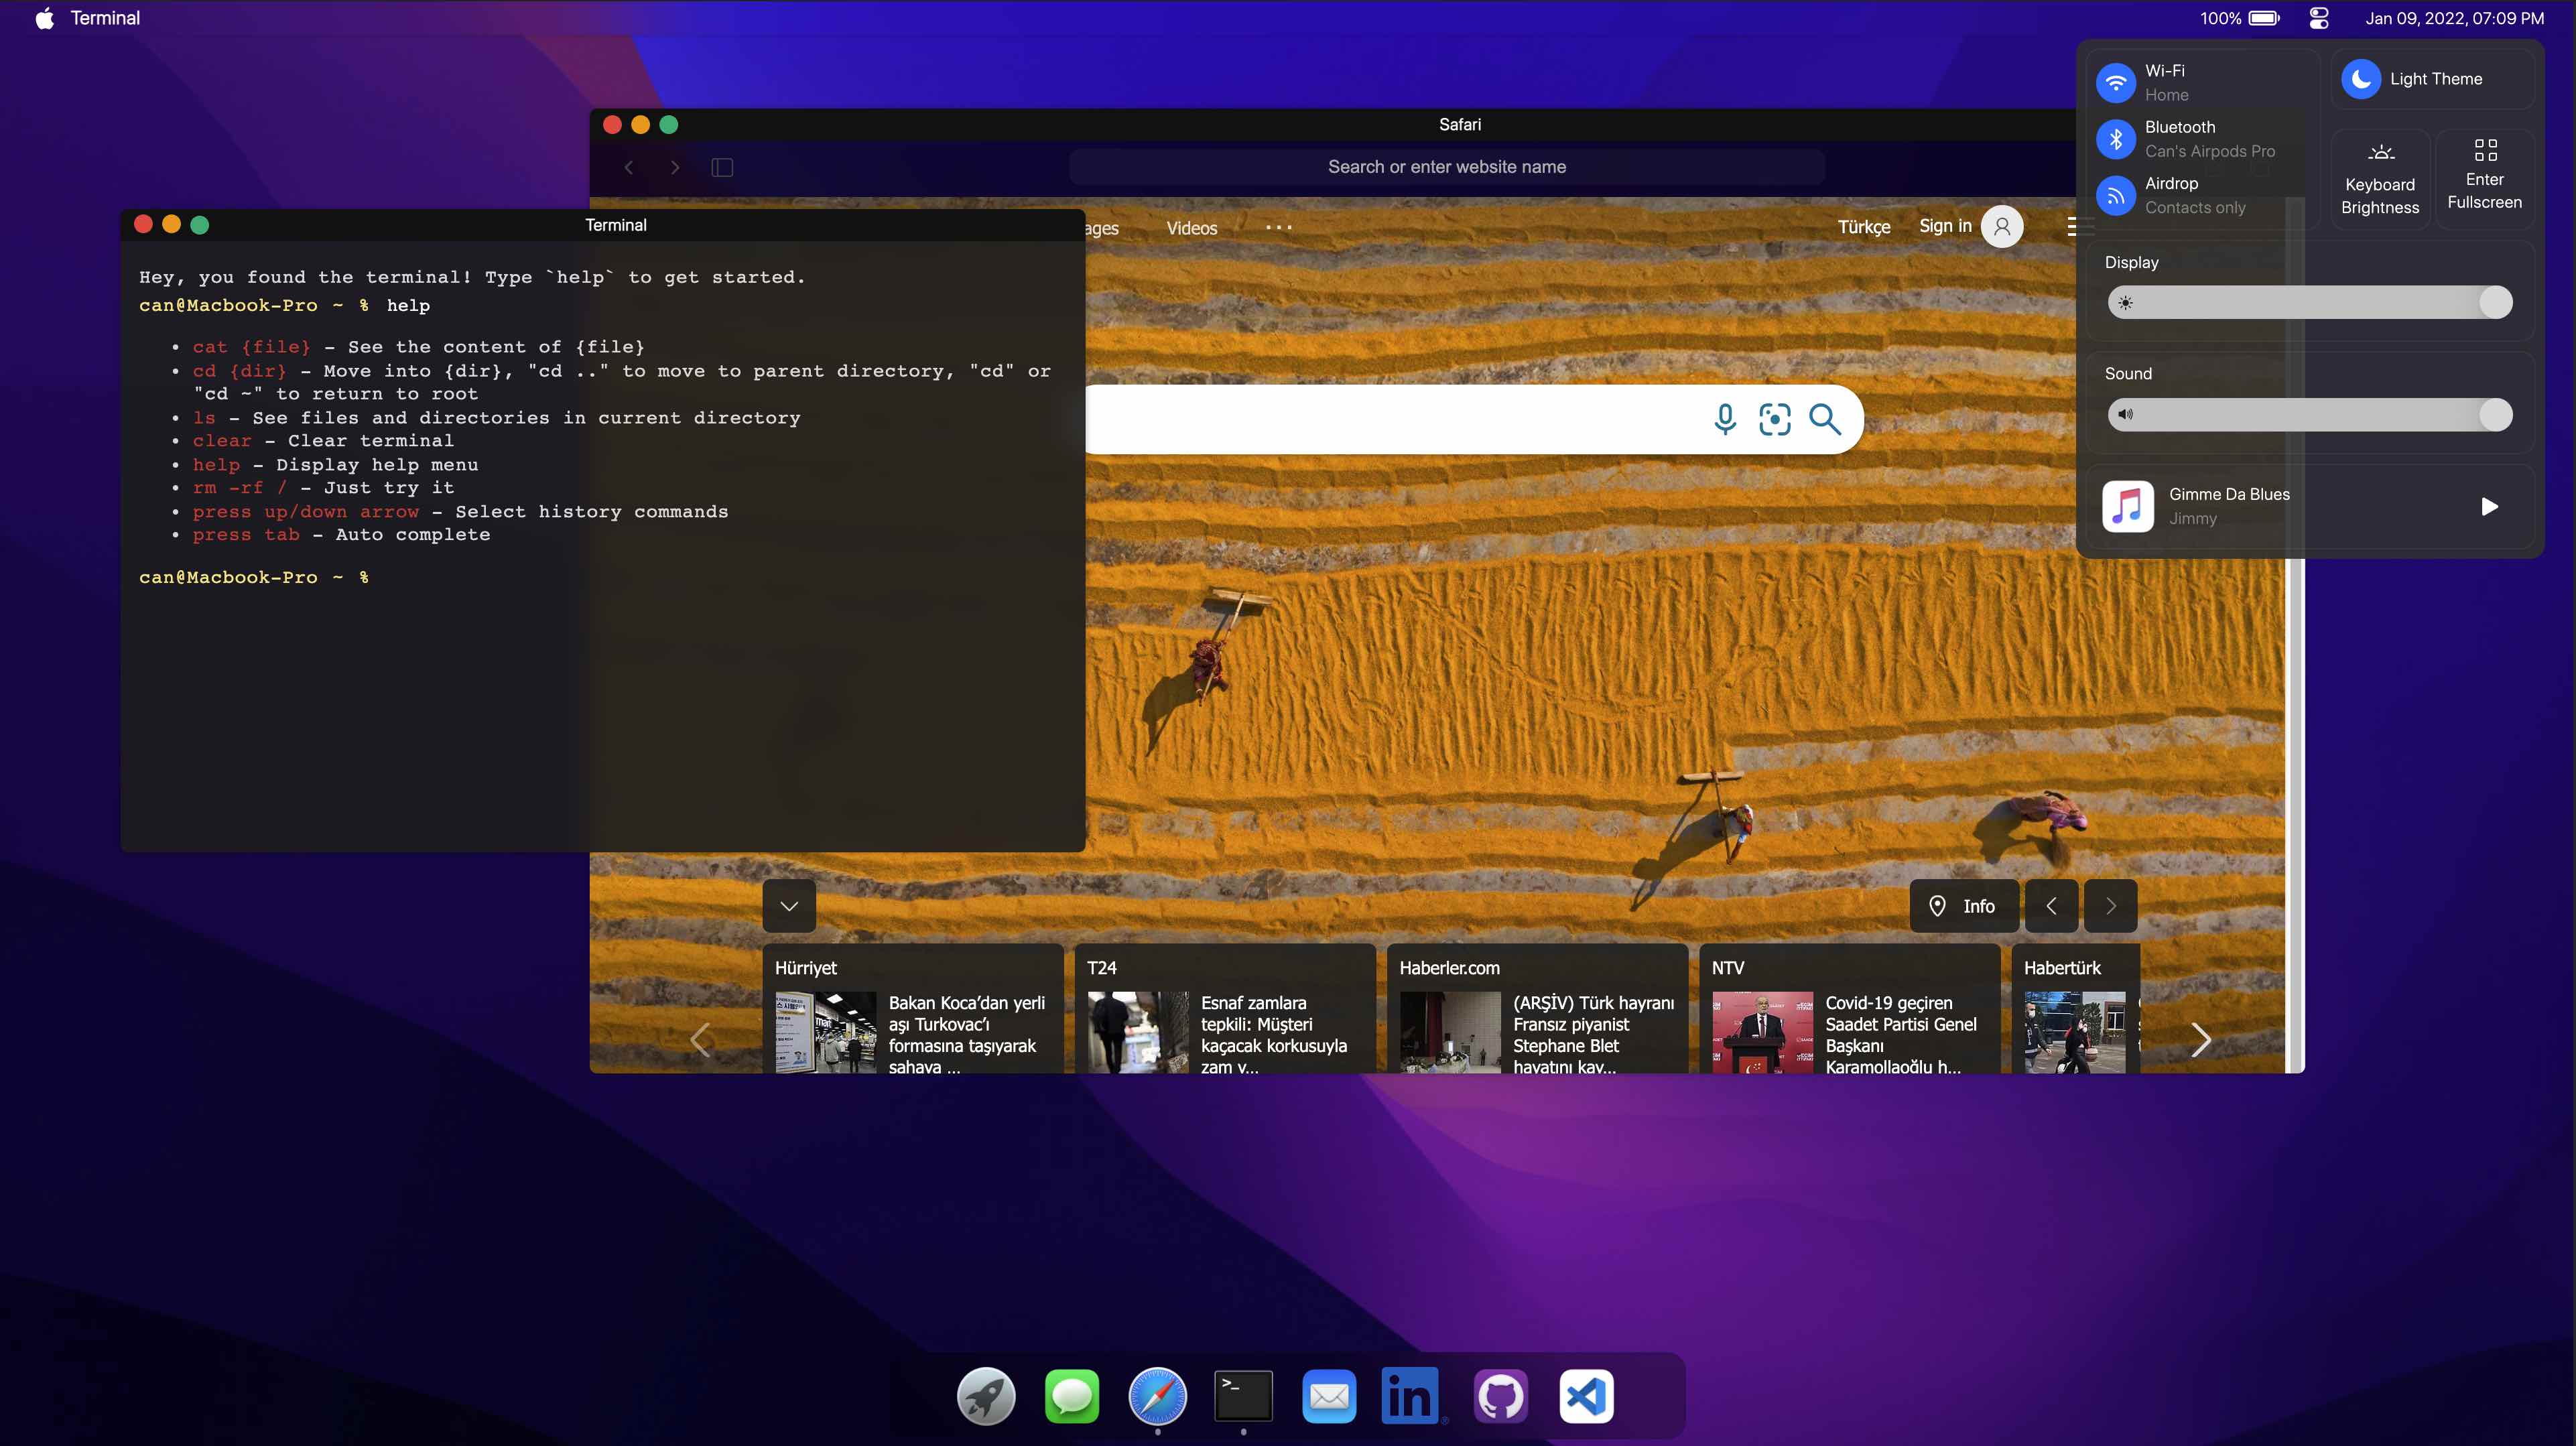 Terminal
100%
Jan 09, 2022, 07:09 PM
Safari
Search or enter website name
Videos
Türkçe
Sign in
Terminal
Hey, you found the terminal! Type `help` to get started.
can@Macbook-Pro ~ % help
• cat {file} - See the content of {file}
• cd {dir} - Move into {dir}, "cd .." to move to parent directory, "cd" or
"cd ~" to return to root
• ls - See files and directories in current directory
• clear - Clear terminal
• help - Display help menu
• rm -rf / - Just try it
• press up/down arrow - Select history commands
• press tab - Auto complete
can@Macbook-Pro ~ %
Wi-Fi
Home
Bluetooth
Can's Airpods Pro
Airdrop
Contacts only
Light Theme
Keyboard
Brightness
Enter
Fullscreen
Display
Sound
Gimme Da Blues
Jimmy
Info
Hürriyet
Bakan Koca'dan yerli
aşı Turkovac'ı
formasına taşıyarak
sahaya ...
T24
Esnaf zamlara
tepkili: Müşteri
kaçacak korkusuyla
zam y...
Haberler.com
(ARŞİV) Türk hayranı
Fransız piyanist
Stephane Blet
hayatını kay...
NTV
Covid-19 geçiren
Saadet Partisi Genel
Başkanı
Karamollaoğlu h...
Habertürk
>_
in